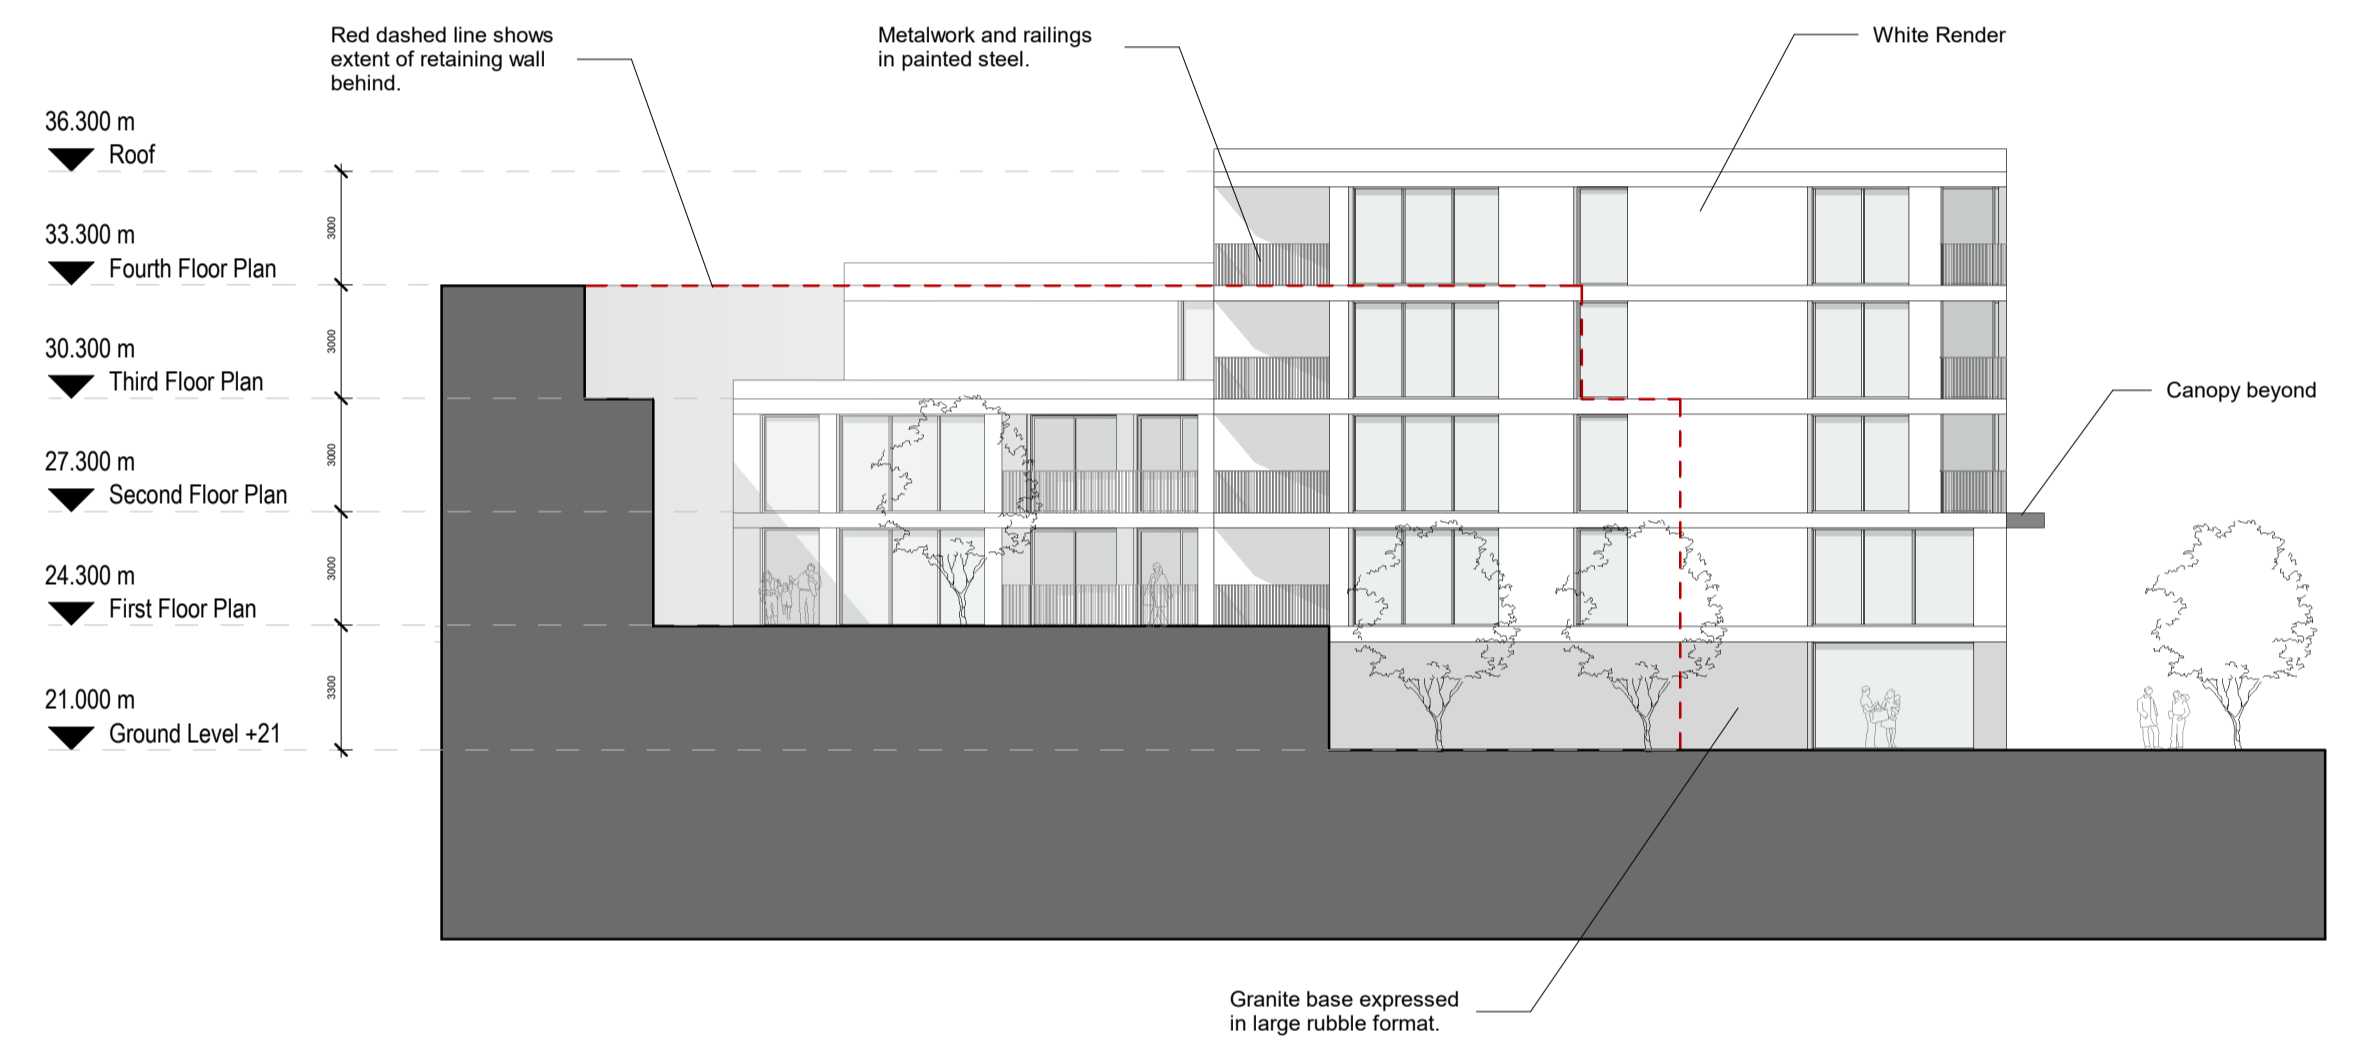 Red dashed line shows
extent of retaining wall
behind.
Metalwork and railings
in painted steel.
White Render
36.300 m
Roof
3000
33.300 m
Fourth Floor Plan
3000
30.300 m
Third Floor Plan
Canopy beyond
3000
27.300 m
Second Floor Plan
3000
24.300 m
First Floor Plan
3300
21.000 m
Ground Level +21
Granite base expressed
in large rubble format.